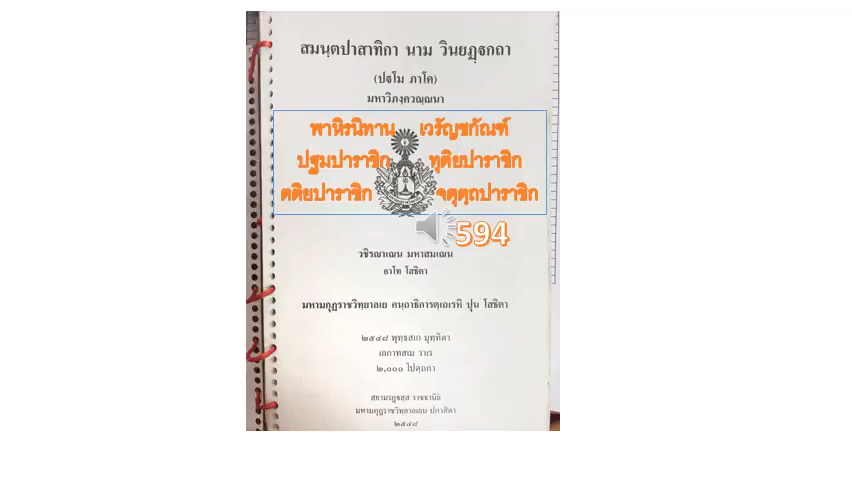 สมนฺตปาสาทิกา นาม วินยฏฺฐกถา
(ปฐโม ภาโค)
มหาวิภงฺควณฺณนา
พาหิรนิทาน เวรัญชกัณฑ์
ปฐมปาราชิก ทุติยปาราชิก
ตติยปาราชิก จตุตฺถปาราชิก
594
วชิรญาเณน มหาสมเณน
อาโท โสธิตา
มหามกุฏราชวิทฺยาลเย คนฺถาธิการตฺเถเรหิ ปุน โสธิตา
๒๕๔๘ พุทฺธสเก มุทฺทิตา
เอกาทสเม วาเร
๒,๐๐๐ โปตฺถกา
สฺยามรฏฺฐสฺส ราชธานิยํ
มหามกุฏราชวิทฺยาลเยน ปกาสิตา
๒๕๔๘